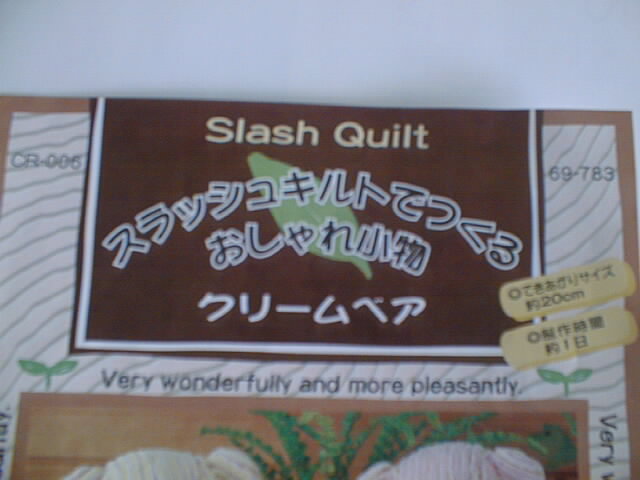 Slash Quilt
CR-006
69-783
スラッシュキルトでつくる
おしゃれ小物
クリームベア
◎できあがりサイズ
約20cm
◎制作時間
約1日
Very wonderfully and more pleasantly.
Very